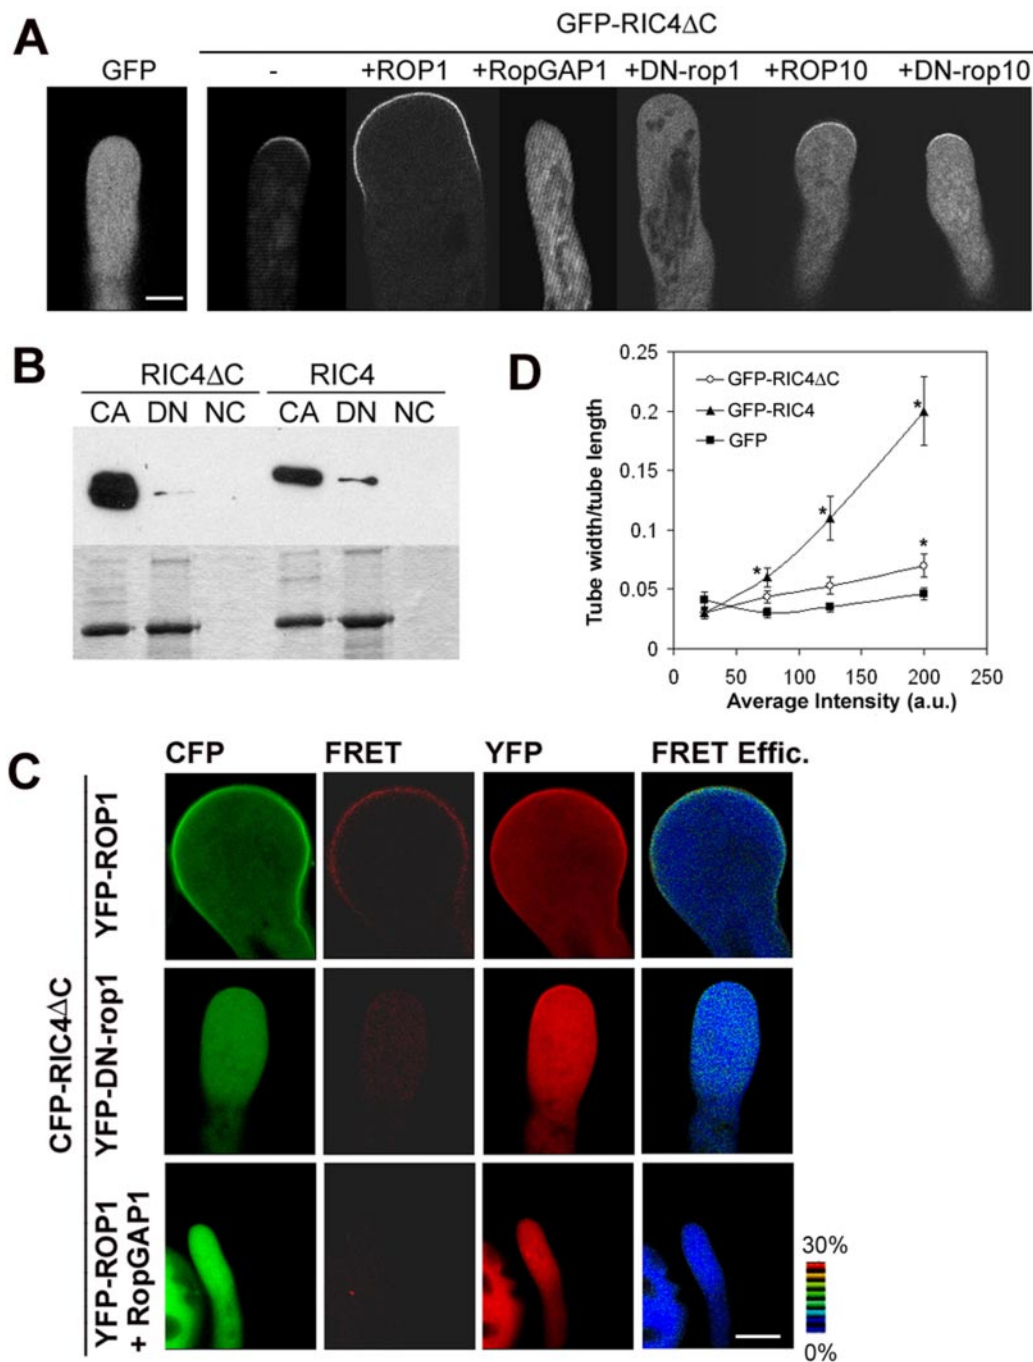 A
GFP-RIC4ΔC
GFP - +ROP1 +RopGAP1 +DN-rop1 +ROP10 +DN-rop10
B
RIC4ΔC RIC4
CA DN NC CA DN NC
D
0.25
0.2
0.15
0.1
0.05
0
Tube width/tube length
GFP-RIC4ΔC
GFP-RIC4
GFP
*
*
*
*
0 50 100 150 200 250
Average Intensity (a.u.)
C
CFP FRET YFP FRET Effic.
CFP-RIC4ΔC
YFP-ROP1
YFP-DN-rop1
YFP-ROP1
+ RopGAP1
30%
0%